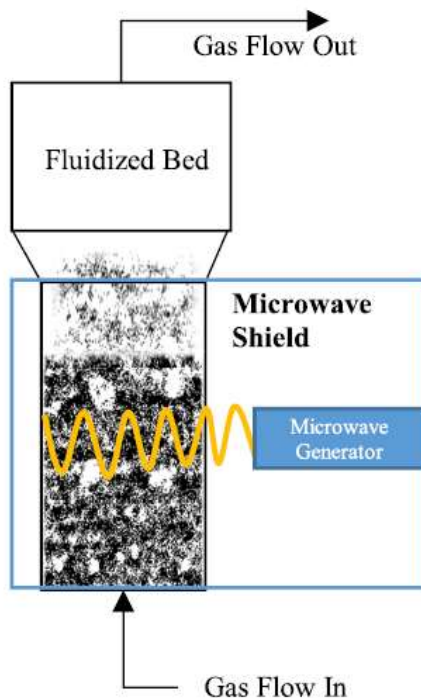 Gas Flow Out
Fluidized Bed
Microwave
Shield
Microwave
Generator
Gas Flow In